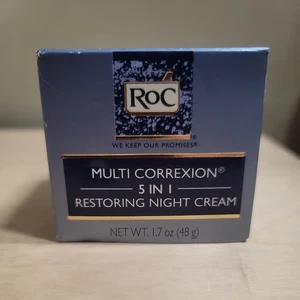 RoC
®
WE KEEP OUR PROMISES®
MULTI CORREXION®
5 IN 1
RESTORING NIGHT CREAM
NET WT. 1.7 oz (48 g)